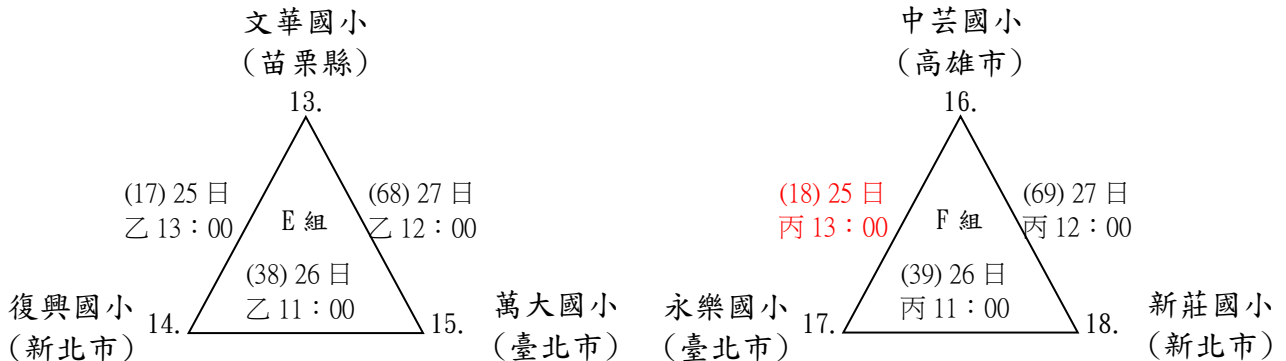 文華國小
（苗栗縣）
13.
(17) 25 日
乙 13：00
(68) 27 日
乙 12：00
E 組
(38) 26 日
乙 11：00
復興國小
（新北市）
14.
15.
萬大國小
（臺北市）
中芸國小
（高雄市）
16.
(18) 25 日
丙 13：00
(69) 27 日
丙 12：00
F 組
(39) 26 日
丙 11：00
永樂國小
（臺北市）
17.
18.
新莊國小
（新北市）